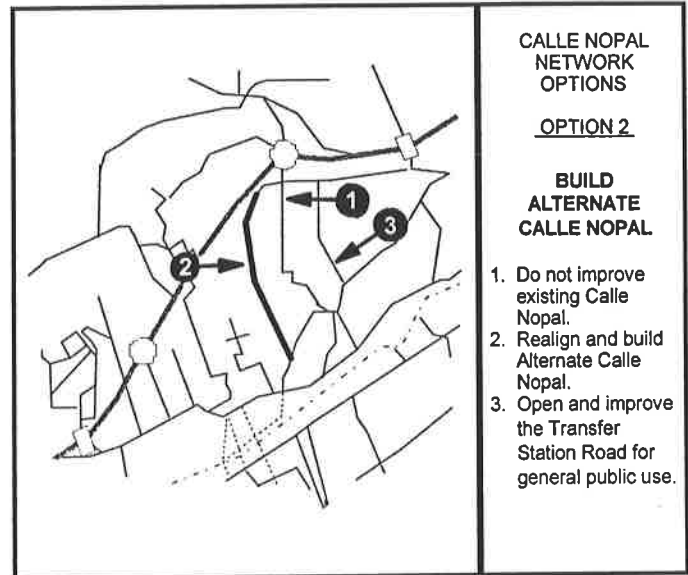 CALLE NOPAL
NETWORK
OPTIONS
OPTION 2
BUILD
ALTERNATE
CALLE NOPAL
1. Do not improve
existing Calle
Nopal.
2. Realign and build
Alternate Calle
Nopal.
3. Open and improve
the Transfer
Station Road for
general public use.
1
3
2